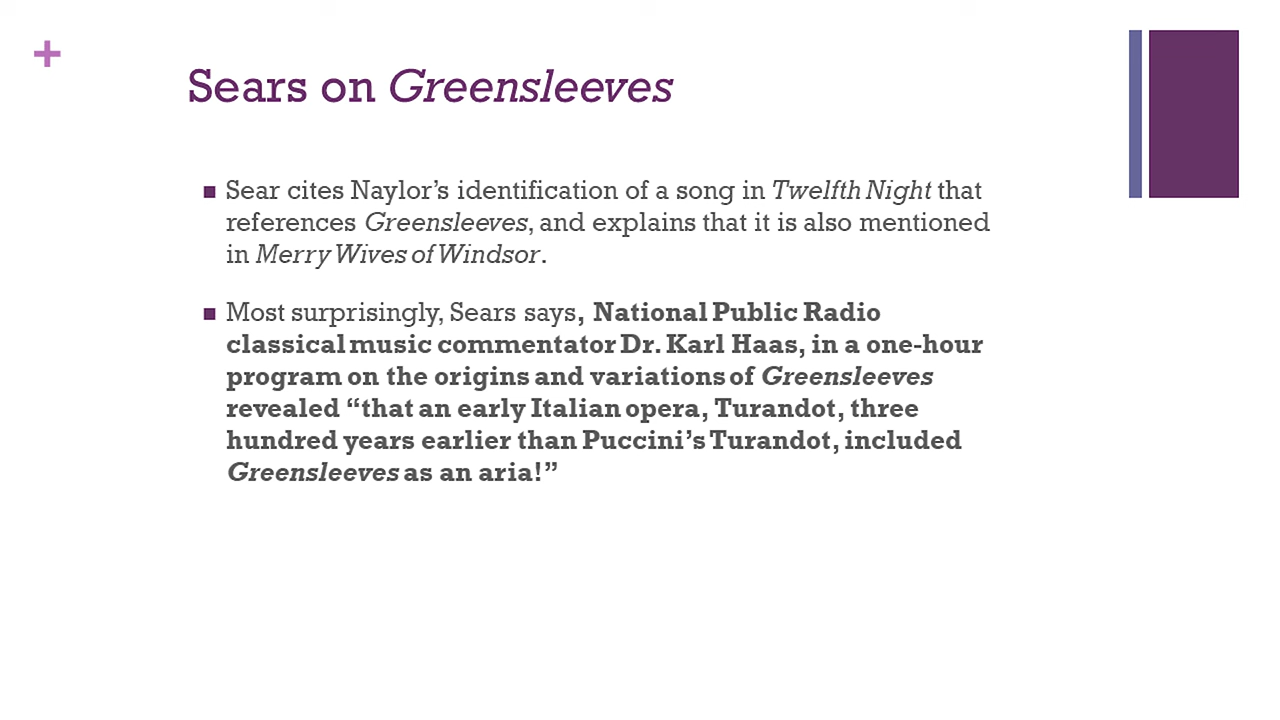 +
Sears on Greensleeves
■ Sear cites Naylor’s identification of a song in Twelfth Night that
references Greensleeves, and explains that it is also mentioned
in Merry Wives of Windsor.
■ Most surprisingly, Sears says, National Public Radio
classical music commentator Dr. Karl Haas, in a one-hour
program on the origins and variations of Greensleeves
revealed “that an early Italian opera, Turandot, three
hundred years earlier than Puccini’s Turandot, included
Greensleeves as an aria!”